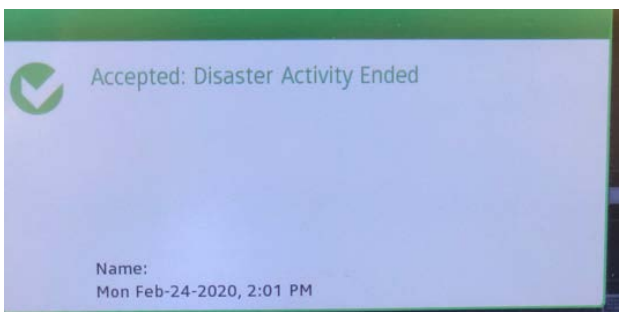 Accepted: Disaster Activity Ended
Name:
Mon Feb-24-2020, 2:01 PM